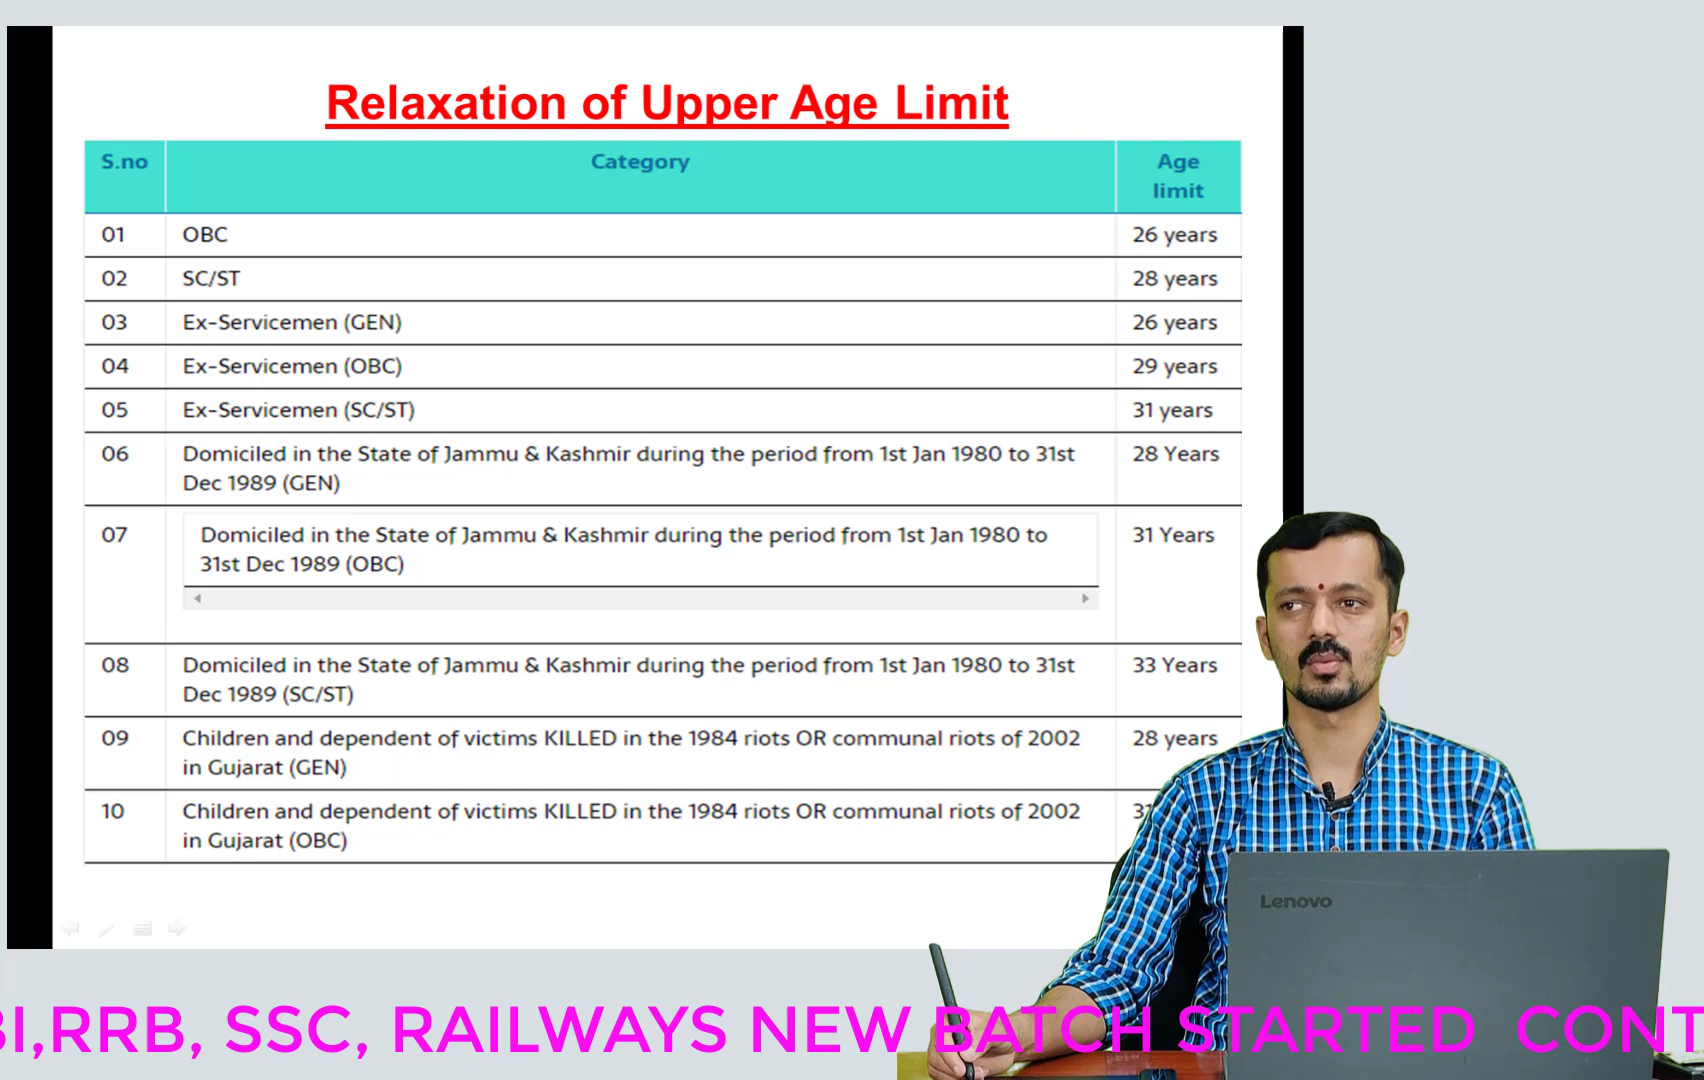 Relaxation of Upper Age Limit
S.no Category Age
limit
01 OBC 26 years
02 SC/ST 28 years
03 Ex-Servicemen (GEN) 26 years
04 Ex-Servicemen (OBC) 29 years
05 Ex-Servicemen (SC/ST) 31 years
06 Domiciled in the State of Jammu & Kashmir during the period from 1st Jan 1980 to 31st 28 Years
Dec 1989 (GEN)
07 Domiciled in the State of Jammu & Kashmir during the period from 1st Jan 1980 to 31 Years
31st Dec 1989 (OBC)
08 Domiciled in the State of Jammu & Kashmir during the period from 1st Jan 1980 to 31st 33 Years
Dec 1989 (SC/ST)
09 Children and dependent of victims KILLED in the 1984 riots OR communal riots of 2002 28 years
in Gujarat (GEN)
10 Children and dependent of victims KILLED in the 1984 riots OR communal riots of 2002
in Gujarat (OBC)
Lenovo
RRB, SSC, RAILWAYS NEW BATCH STARTED CONT